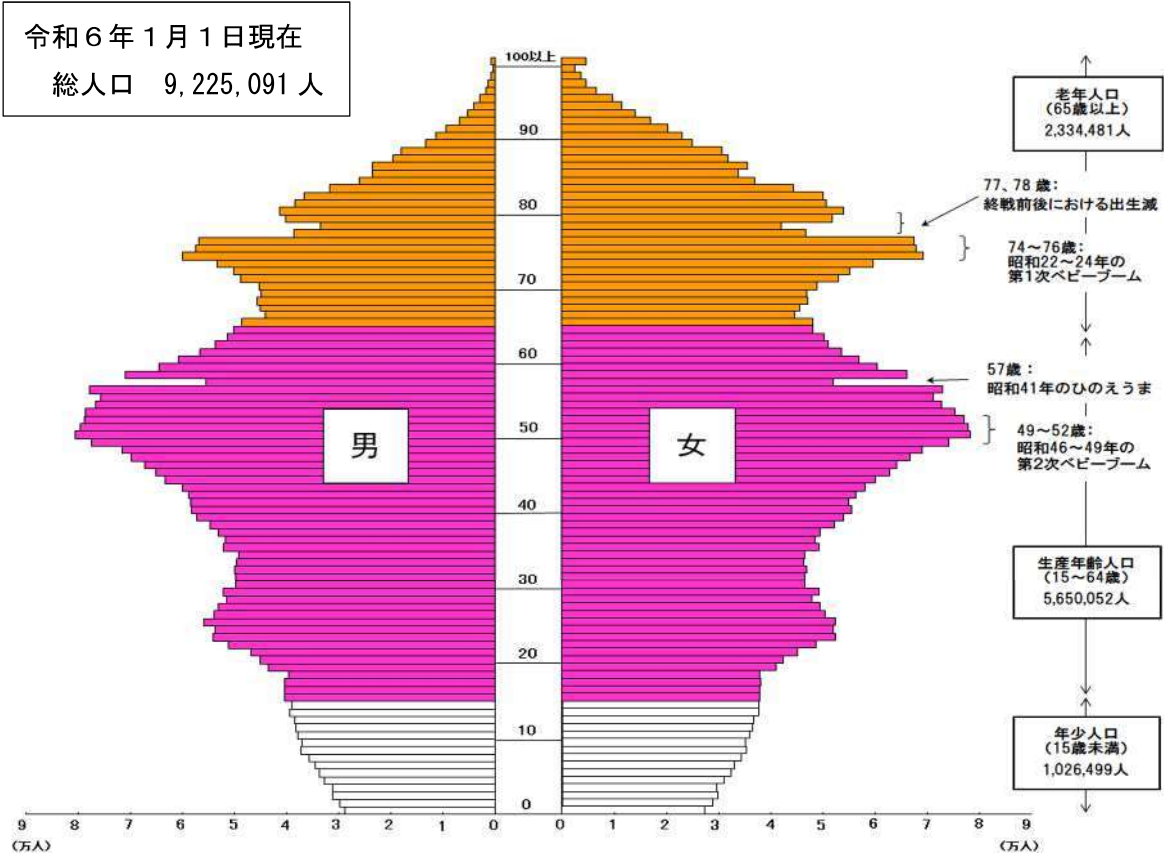 令和６年１月１日現在
総人口　9,225,091 人
100以上
90
80
70
60
50
40
30
20
10
0
男
女
老年人口
(65歳以上)
2,334,481人
77、78 歳：
終戦前後における出生減
74～76歳：
昭和22～24年の
第1次ベビーブーム
57歳：
昭和41年のひのえうま
49～52歳：
昭和46～49年の
第2次ベビーブーム
生産年齢人口
(15～64歳)
5,650,052人
年少人口
(15歳未満)
1,026,499人
9 8 7 6 5 4 3 2 1 0 0 1 2 3 4 5 6 7 8 9
(万人) (万人)